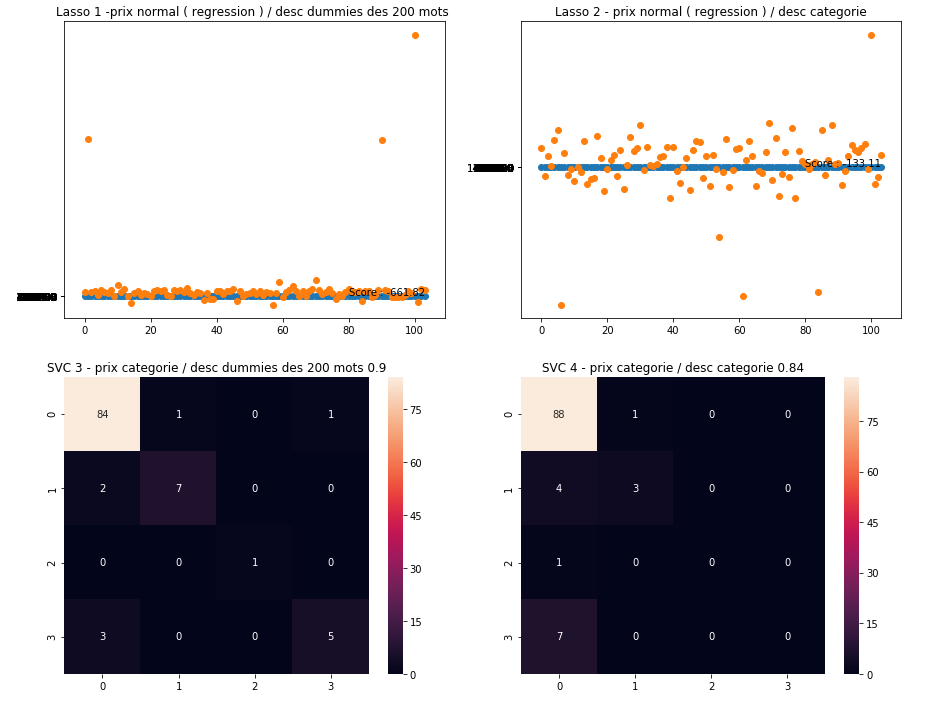 Lasso 1 -prix normal ( regression ) / desc dummies des 200 mots
Score -661.82
0 20 40 60 80 100
Lasso 2 - prix normal ( regression ) / desc categorie
Score -133.11
0 20 40 60 80 100
SVC 3 - prix categorie / desc dummies des 200 mots 0.9
0 84 1 0 1
1 2 7 0 0
2 0 0 1 0
3 3 0 0 5
0 1 2 3
75
60
45
30
15
0
SVC 4 - prix categorie / desc categorie 0.84
0 88 1 0 0
1 4 3 0 0
2 1 0 0 0
3 7 0 0 0
0 1 2 3
75
60
45
30
15
0